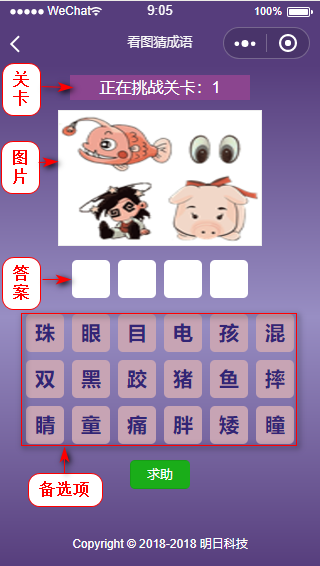 WeChat 9:05 100%
看图猜成语
关卡
正在挑战关卡：1
图片
答案
珠 眼 目 电 孩 混
双 黑 跤 猪 鱼 摔
睛 童 痛 胖 矮 瞳
备选项
求助
Copyright © 2018-2018 明日科技